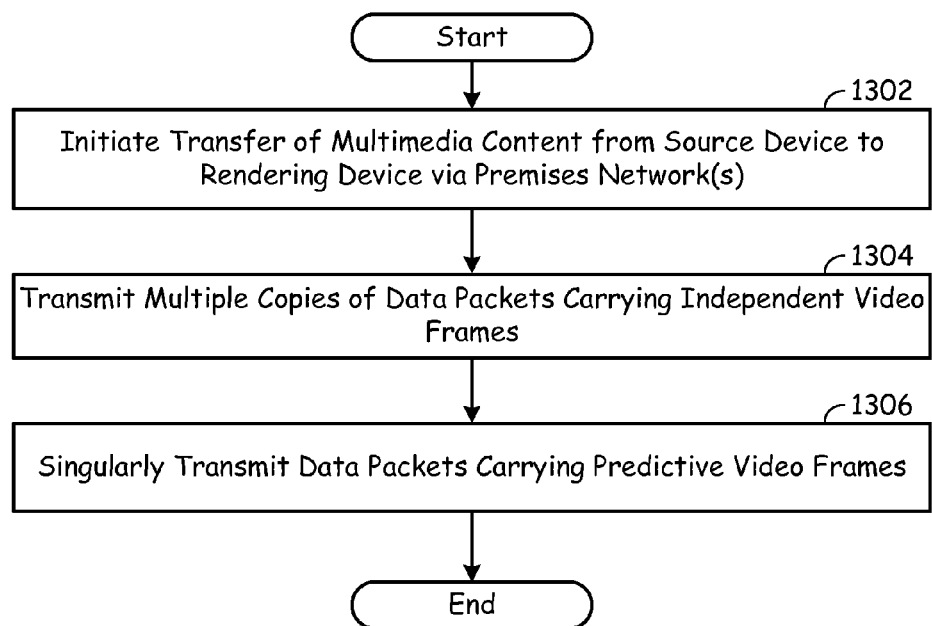 Start
1302
Initiate Transfer of Multimedia Content from Source Device to
Rendering Device via Premises Network(s)
1304
Transmit Multiple Copies of Data Packets Carrying Independent Video
Frames
1306
Singularly Transmit Data Packets Carrying Predictive Video Frames
End